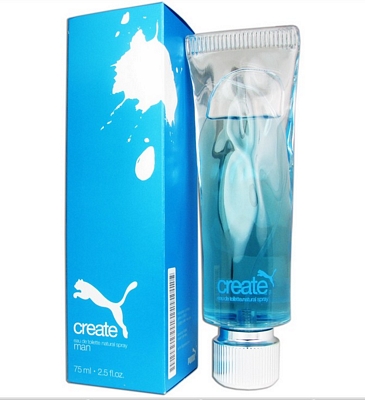 create
eau de toilette natural spray
man
75 ml • 2.5 fl.oz.
create
eau de toilette natural spray